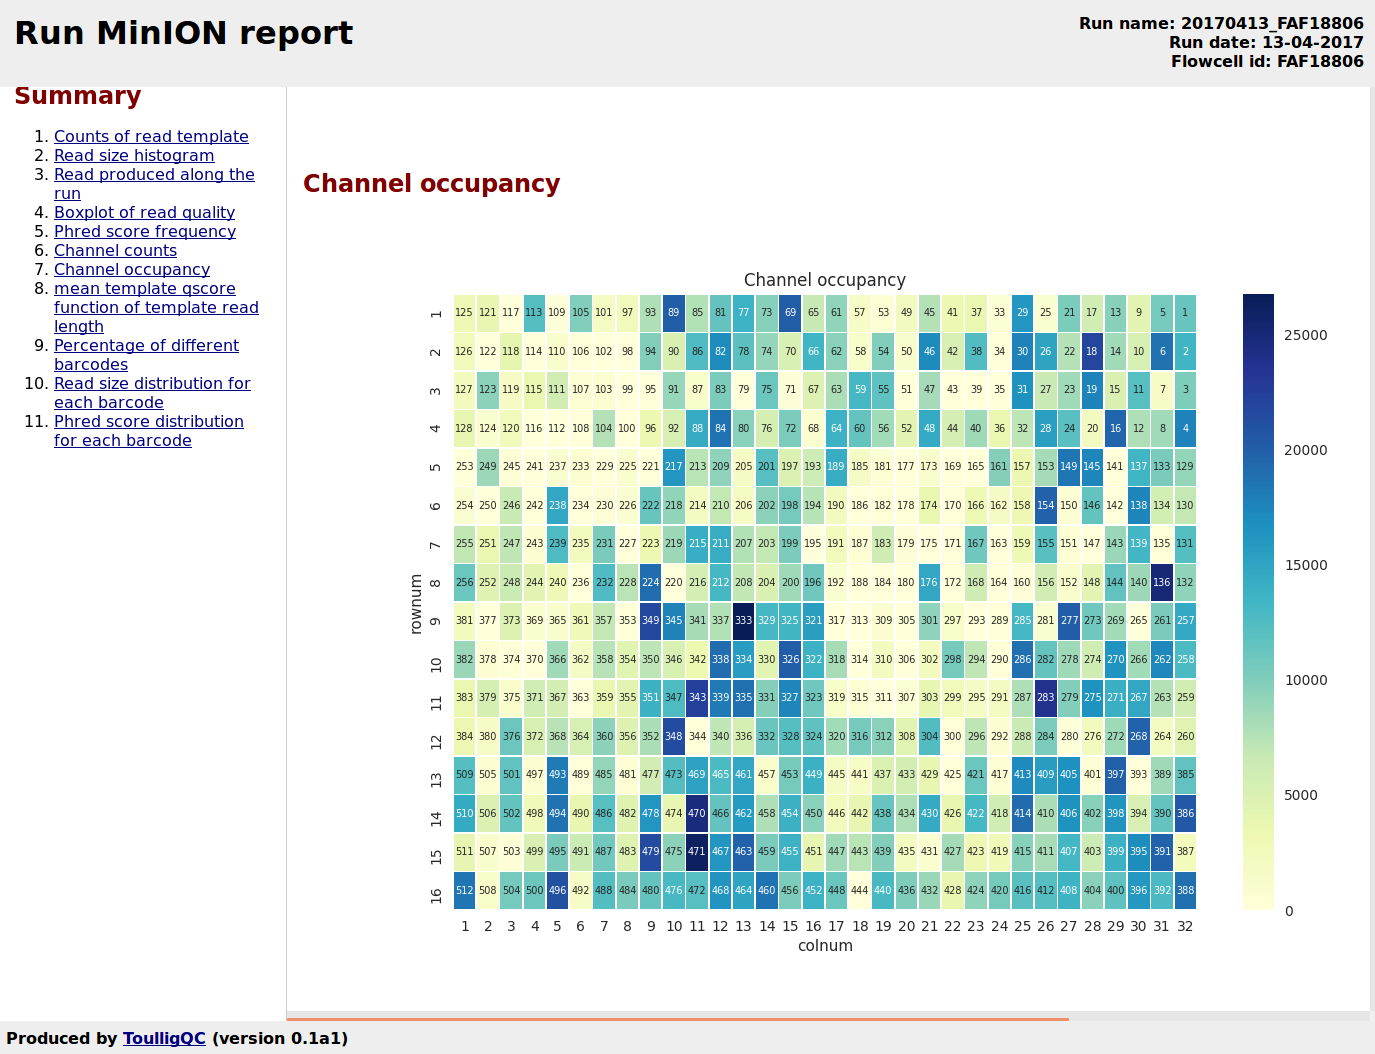 Run MinION report
Run name: 20170413_FAF18806
Run date: 13-04-2017
Flowcell id: FAF18806
Summary
1. Counts of read template
2. Read size histogram
3. Read produced along the
run
4. Boxplot of read quality
5. Phred score frequency
6. Channel counts
7. Channel occupancy
8. mean template qscore
function of template read
length
9. Percentage of different
barcodes
10. Read size distribution for
each barcode
11. Phred score distribution
for each barcode
Channel occupancy
Channel occupancy
1 125 121 117 113 109 105 101 97 93 89 85 81 77 73 69 65 61 57 53 49 45 41 37 33 29 25 21 17 13 9 5 1
2 126 122 118 114 110 106 102 98 94 90 86 82 78 74 70 66 62 58 54 50 46 42 38 34 30 26 22 18 14 10 6 2
3 127 123 119 115 111 107 103 99 95 91 87 83 79 75 71 67 63 59 55 51 47 43 39 35 31 27 23 19 15 11 7 3
4 128 124 120 116 112 108 104 100 96 92 88 84 80 76 72 68 64 60 56 52 48 44 40 36 32 28 24 20 16 12 8 4
5 253 249 245 241 237 233 229 225 221 217 213 209 205 201 197 193 189 185 181 177 173 169 165 161 157 153 149 145 141 137 133 129
6 254 250 246 242 238 234 230 226 222 218 214 210 206 202 198 194 190 186 182 178 174 170 166 162 158 154 150 146 142 138 134 130
7 255 251 247 243 239 235 231 227 223 219 215 211 207 203 199 195 191 187 183 179 175 171 167 163 159 155 151 147 143 139 135 131
8 256 252 248 244 240 236 232 228 224 220 216 212 208 204 200 196 192 188 184 180 176 172 168 164 160 156 152 148 144 140 136 132
9 381 377 373 369 365 361 357 353 349 345 341 337 333 329 325 321 317 313 309 305 301 297 293 289 285 281 277 273 269 265 261 257
10 382 378 374 370 366 362 358 354 350 346 342 338 334 330 326 322 318 314 310 306 302 298 294 290 286 282 278 274 270 266 262 258
11 383 379 375 371 367 363 359 355 351 347 343 339 335 331 327 323 319 315 311 307 303 299 295 291 287 283 279 275 271 267 263 259
12 384 380 376 372 368 364 360 356 352 348 344 340 336 332 328 324 320 316 312 308 304 300 296 292 288 284 280 276 272 268 264 260
13 509 505 501 497 493 489 485 481 477 473 469 465 461 457 453 449 445 441 437 433 429 425 421 417 413 409 405 401 397 393 389 385
14 510 506 502 498 494 490 486 482 478 474 470 466 462 458 454 450 446 442 438 434 430 426 422 418 414 410 406 402 398 394 390 386
15 511 507 503 499 495 491 487 483 479 475 471 467 463 459 455 451 447 443 439 435 431 427 423 419 415 411 407 403 399 395 391 387
16 512 508 504 500 496 492 488 484 480 476 472 468 464 460 456 452 448 444 440 436 432 428 424 420 416 412 408 404 400 396 392 388
rownum
1 2 3 4 5 6 7 8 9 10 11 12 13 14 15 16 17 18 19 20 21 22 23 24 25 26 27 28 29 30 31 32
colnum
25000
20000
15000
10000
5000
0
Produced by ToulligQC (version 0.1a1)